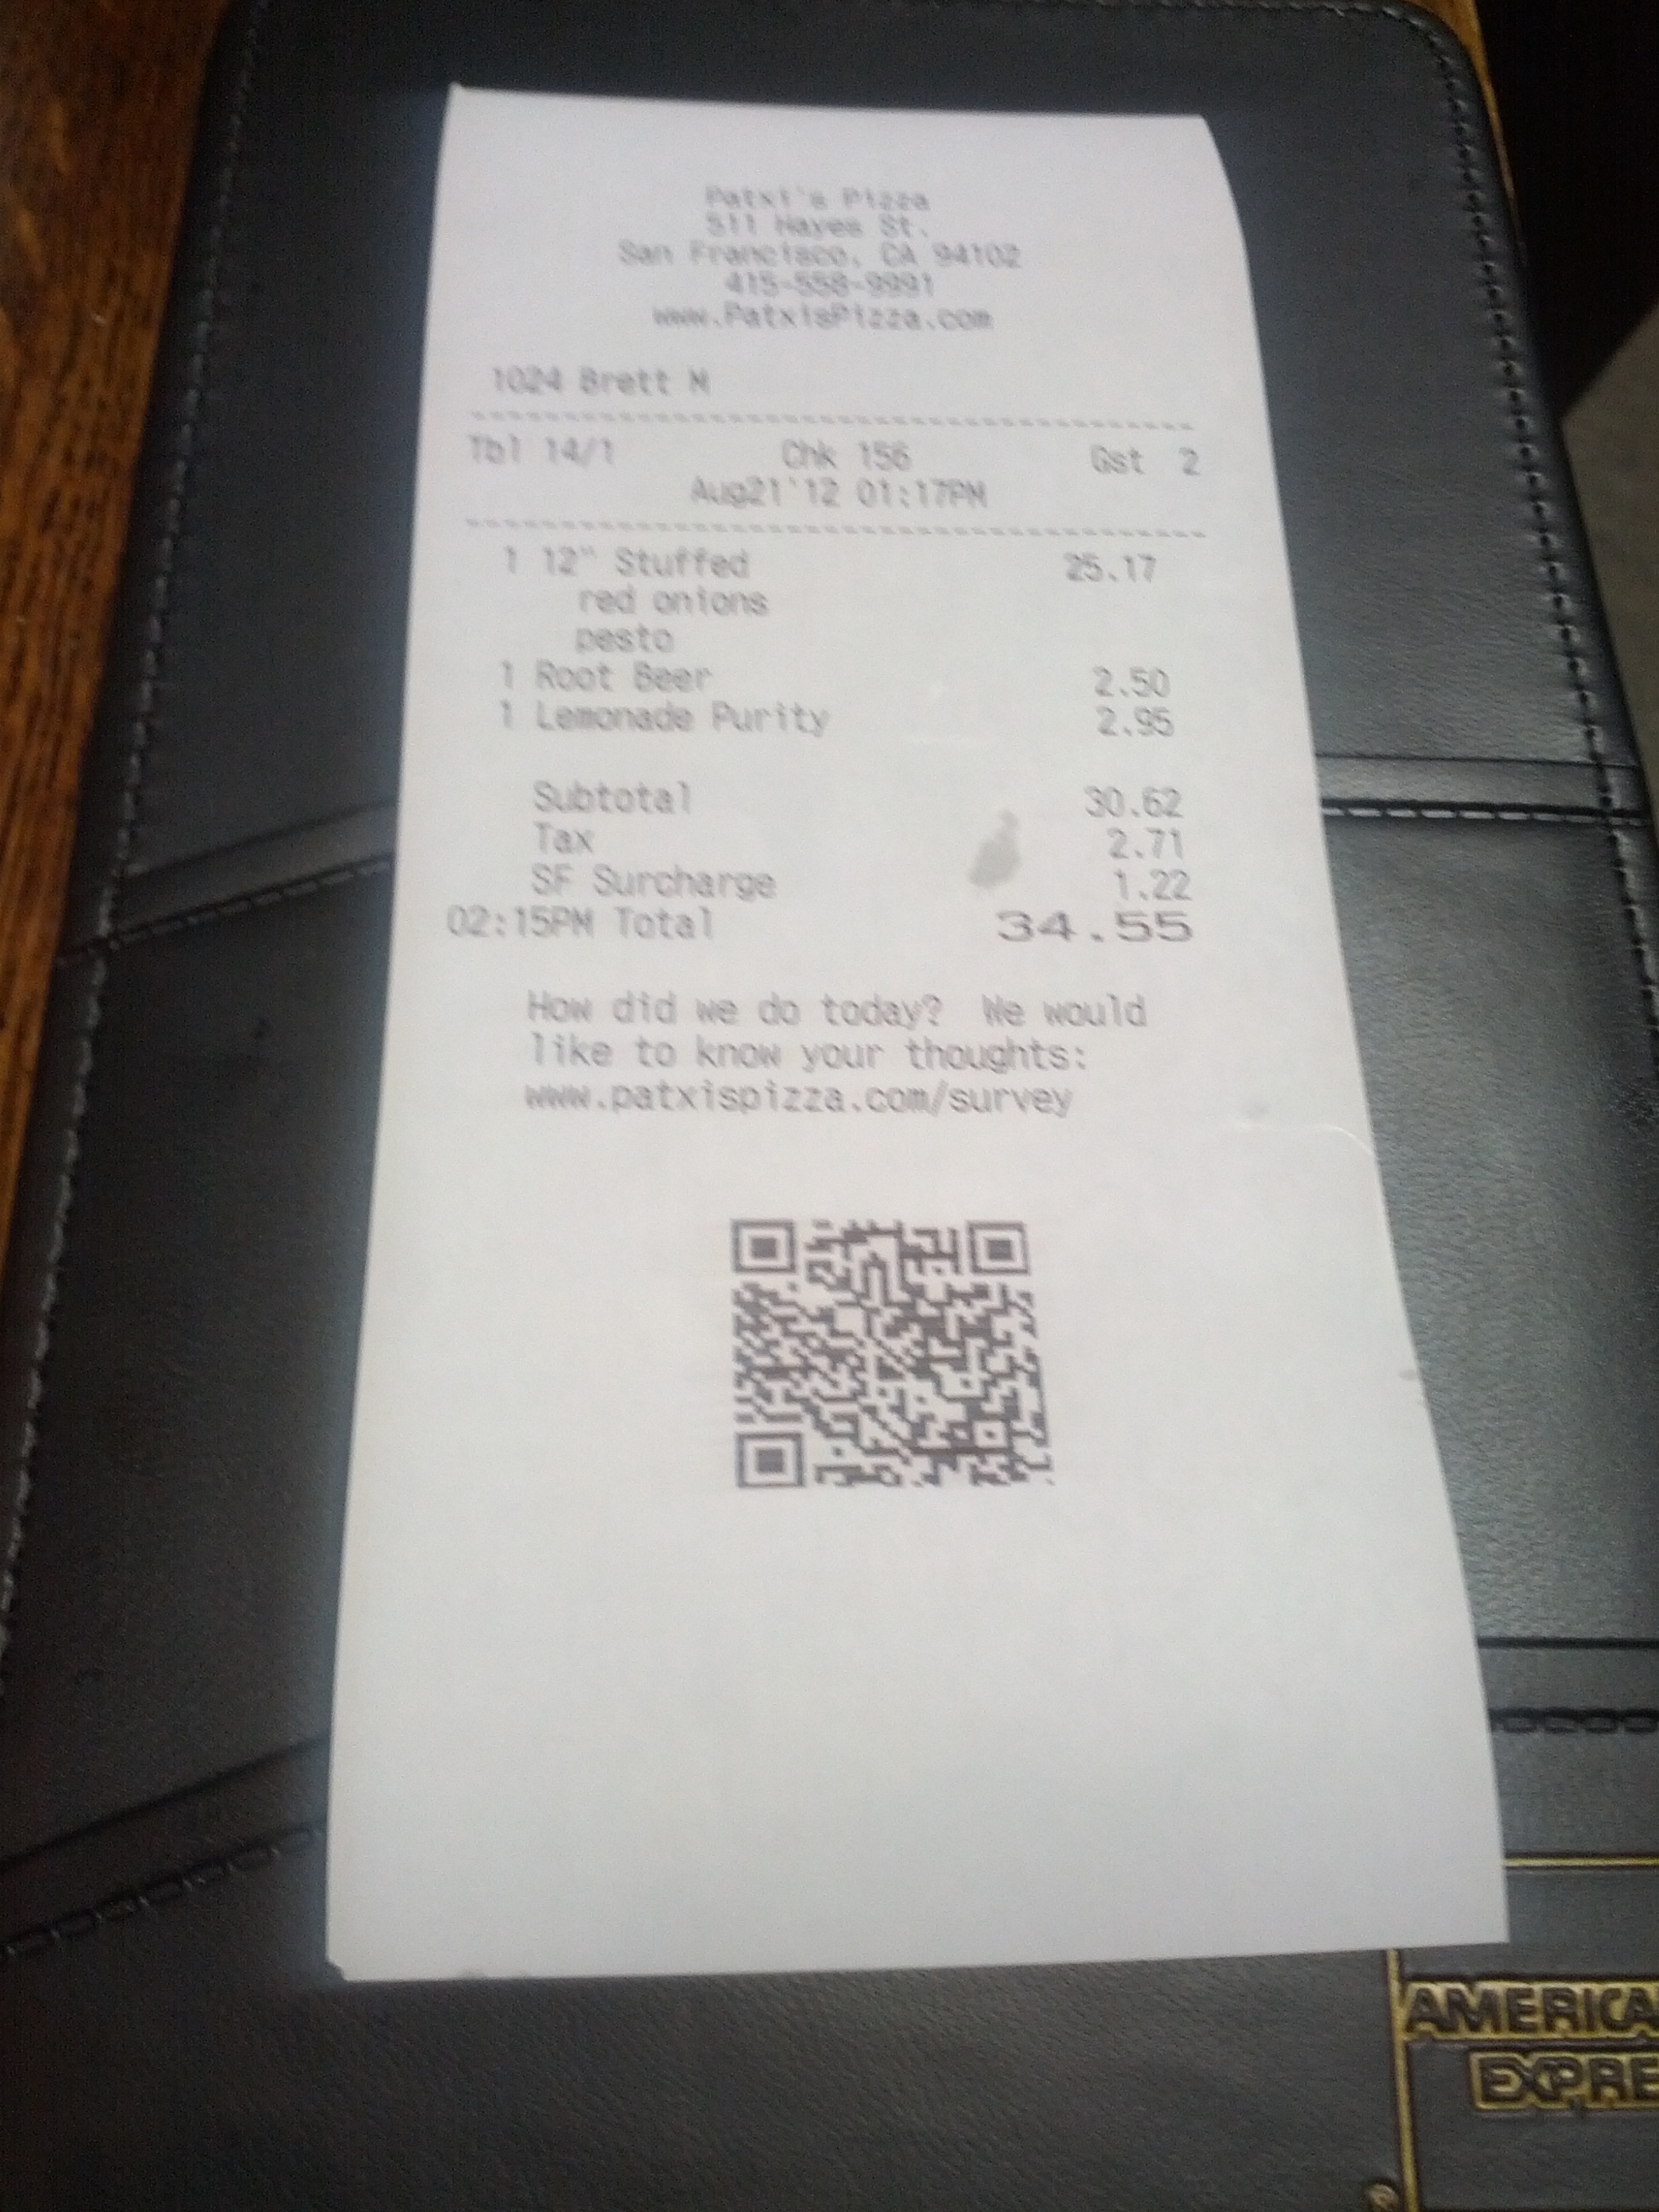 Patxi's Pizza
511 Hayes St.
San Francisco, CA 94102
415-558-9991
www.PatxisPizza.com
1024 Brett M
----------------------------------------
Tbl 14/1 Chk 156 Gst 2
Aug21'12 01:17PM
----------------------------------------
1 12" Stuffed 25.17
red onions
pesto
1 Root Beer 2.50
1 Lemonade Purity 2.95
Subtotal 30.62
Tax 2.71
SF Surcharge 1.22
02:15PM Total 34.55
How did we do today? We would
like to know your thoughts:
www.patxispizza.com/survey
AMERICA
EXPRE